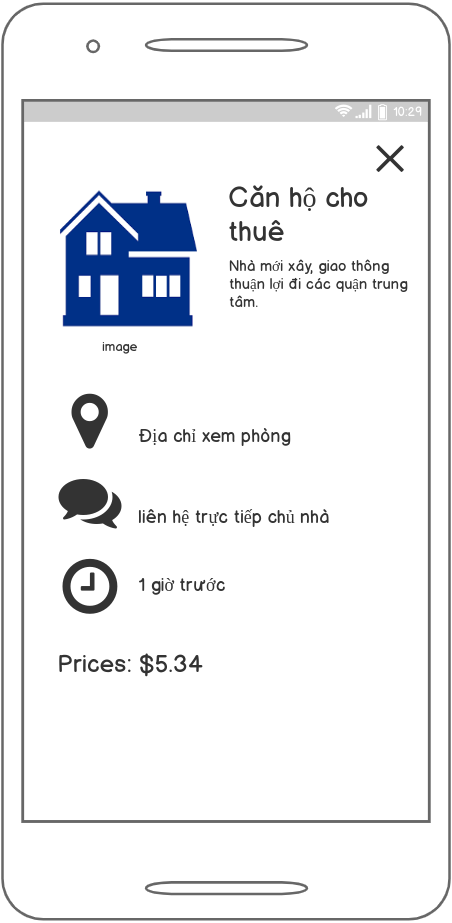 10:29
Căn hộ cho
thuê
Nhà mới xây, giao thông
thuận lợi đi các quận trung
tâm.
image
Địa chỉ xem phòng
liên hệ trực tiếp chủ nhà
1 giờ trước
Prices: $5.34